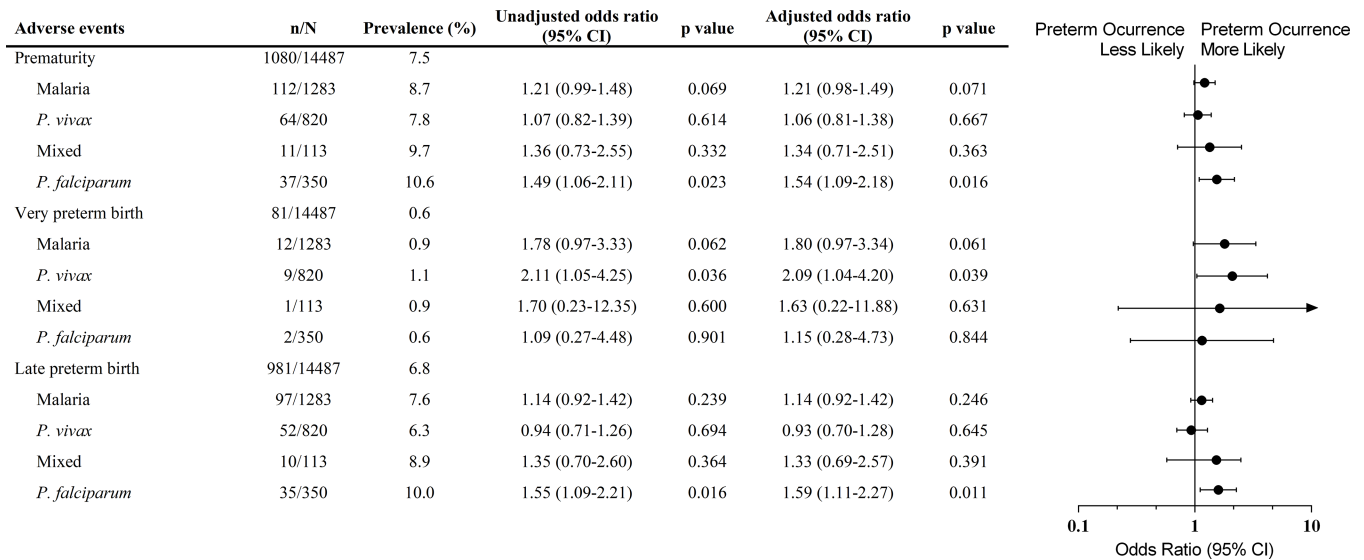 Adverse events n/N Prevalence (%) Unadjusted odds ratio (95% CI) p value Adjusted odds ratio (95% CI) p value
Preterm Ocurrence Less Likely Preterm Ocurrence More Likely
Prematurity 1080/14487 7.5
Malaria 112/1283 8.7 1.21 (0.99-1.48) 0.069 1.21 (0.98-1.49) 0.071
P. vivax 64/820 7.8 1.07 (0.82-1.39) 0.614 1.06 (0.81-1.38) 0.667
Mixed 11/113 9.7 1.36 (0.73-2.55) 0.332 1.34 (0.71-2.51) 0.363
P. falciparum 37/350 10.6 1.49 (1.06-2.11) 0.023 1.54 (1.09-2.18) 0.016
Very preterm birth 81/14487 0.6
Malaria 12/1283 0.9 1.78 (0.97-3.33) 0.062 1.80 (0.97-3.34) 0.061
P. vivax 9/820 1.1 2.11 (1.05-4.25) 0.036 2.09 (1.04-4.20) 0.039
Mixed 1/113 0.9 1.70 (0.23-12.35) 0.600 1.63 (0.22-11.88) 0.631
P. falciparum 2/350 0.6 1.09 (0.27-4.48) 0.901 1.15 (0.28-4.73) 0.844
Late preterm birth 981/14487 6.8
Malaria 97/1283 7.6 1.14 (0.92-1.42) 0.239 1.14 (0.92-1.42) 0.246
P. vivax 52/820 6.3 0.94 (0.71-1.26) 0.694 0.93 (0.70-1.28) 0.645
Mixed 10/113 8.9 1.35 (0.70-2.60) 0.364 1.33 (0.69-2.57) 0.391
P. falciparum 35/350 10.0 1.55 (1.09-2.21) 0.016 1.59 (1.11-2.27) 0.011
0.1 1 10
Odds Ratio (95% CI)